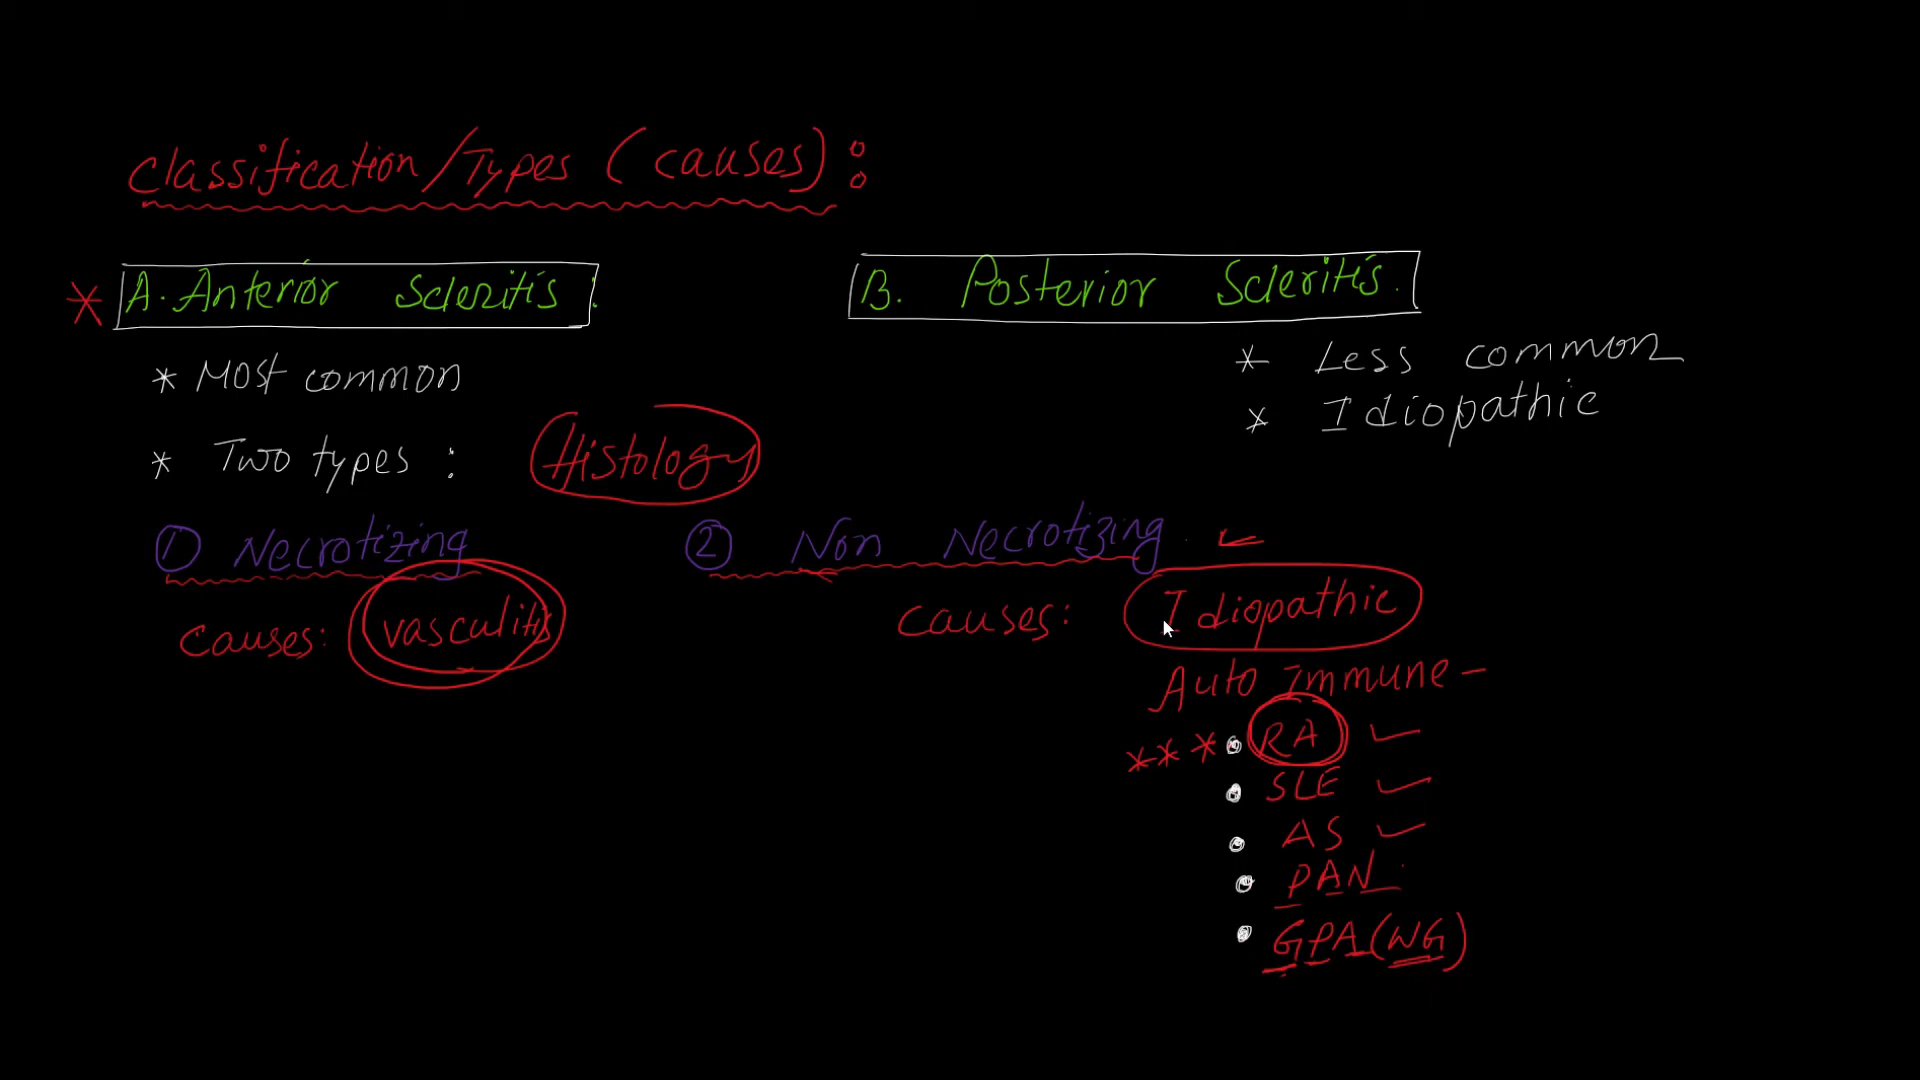 Classification/Types (causes):
A. Anterior Scleritis:
* Most common
* Two types : Histology
① Necrotizing
Causes: vasculitis
② Non Necrotizing.
Causes: Idiopathic
Auto Immune -
*** RA ✓
SLE ✓
AS ✓
PAN.
GPA (WG)
B. Posterior Scleritis.
* Less common
* Idiopathic